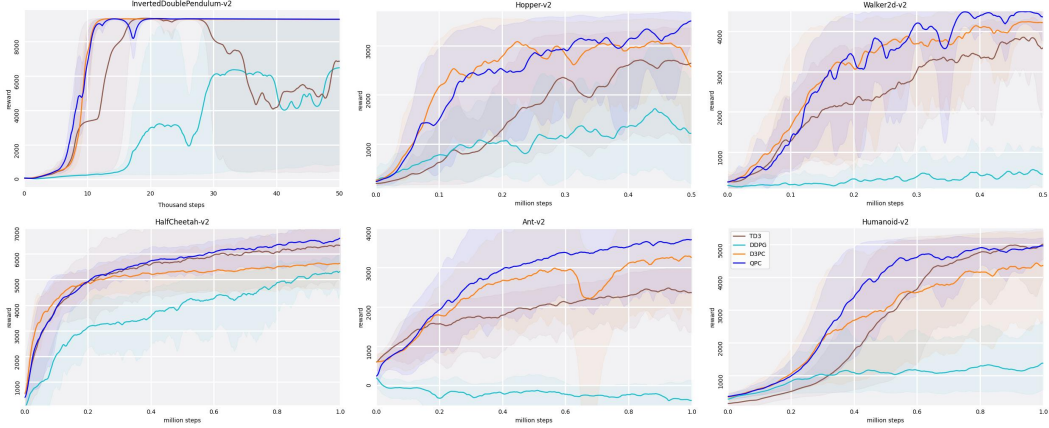 InvertedDoublePendulum-v2
reward
8000
6000
4000
2000
0
0 10 20 30 40 50
Thousand steps
Hopper-v2
reward
3000
2000
1000
0.0 0.1 0.2 0.3 0.4 0.5
million steps
Walker2d-v2
reward
4000
3000
2000
1000
0.0 0.1 0.2 0.3 0.4 0.5
million steps
HalfCheetah-v2
reward
7000
6000
5000
4000
3000
2000
1000
0.0 0.2 0.4 0.6 0.8 1.0
million steps
Ant-v2
reward
4000
3000
2000
1000
0
0.0 0.2 0.4 0.6 0.8 1.0
million steps
Humanoid-v2
TD3
DDPG
D3PC
QPC
reward
5000
4000
3000
2000
1000
0.0 0.2 0.4 0.6 0.8 1.0
million steps